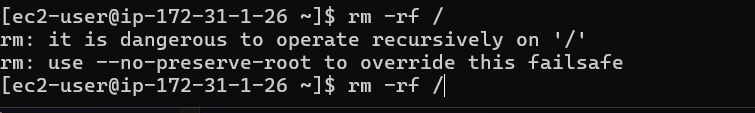 [ec2-user@ip-172-31-1-26 ~]$ rm -rf /
rm: it is dangerous to operate recursively on '/'
rm: use --no-preserve-root to override this failsafe
[ec2-user@ip-172-31-1-26 ~]$ rm -rf /